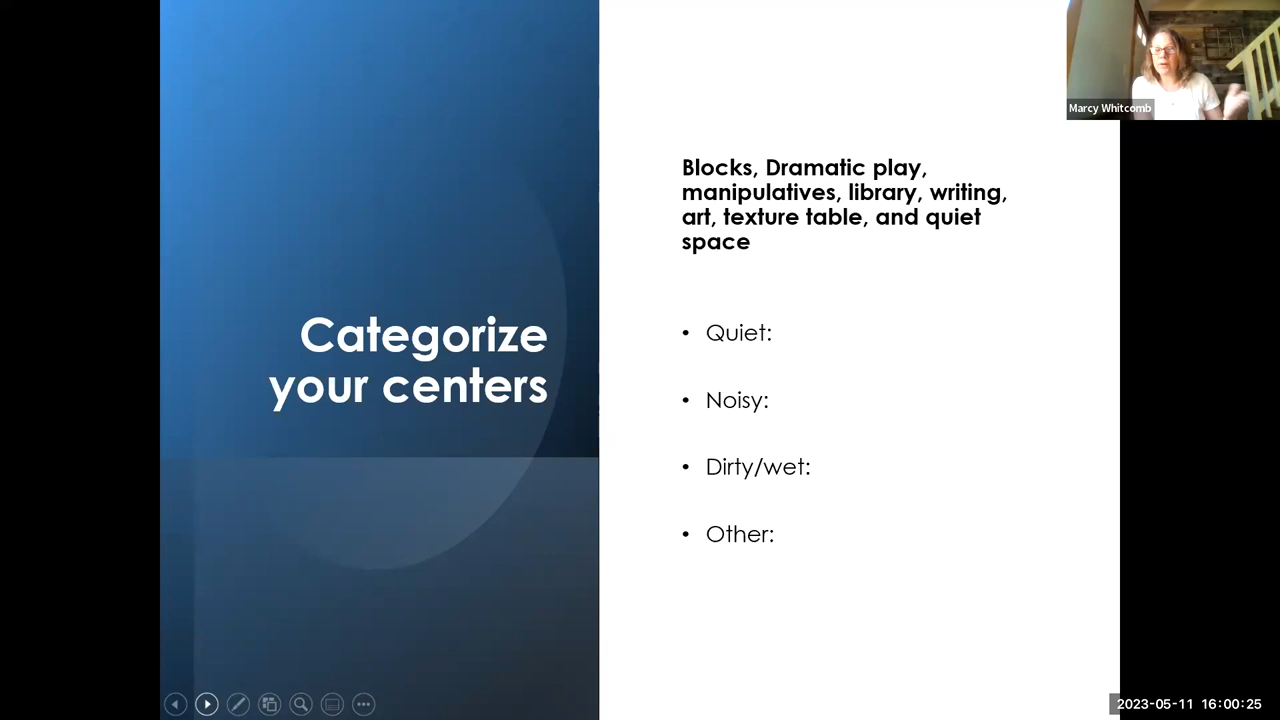 Categorize
your centers
Blocks, Dramatic play,
manipulatives, library, writing,
art, texture table, and quiet
space
• Quiet:
• Noisy:
• Dirty/wet:
• Other:
Marcy Whitcomb
2023-05-11 16:00:25